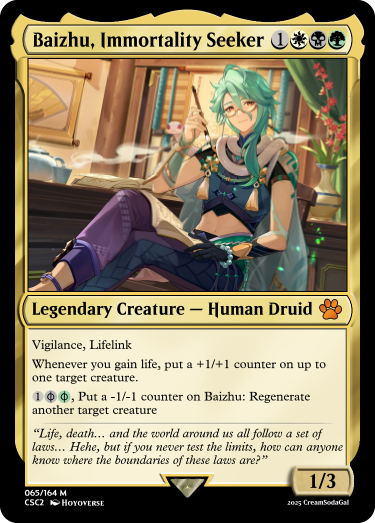 Baizhu, Immortality Seeker 1
Legendary Creature — Human Druid
Vigilance, Lifelink
Whenever you gain life, put a +1/+1 counter on up to
one target creature.
1, Put a -1/-1 counter on Baizhu: Regenerate
another target creature
“Life, death... and the world around us all follow a set of
laws... Hehe, but if you never test the limits, how can anyone
know where the boundaries of these laws are?”
1/3
065/164 M
CSC2 Hoyoverse
2025 CreamSodaGal